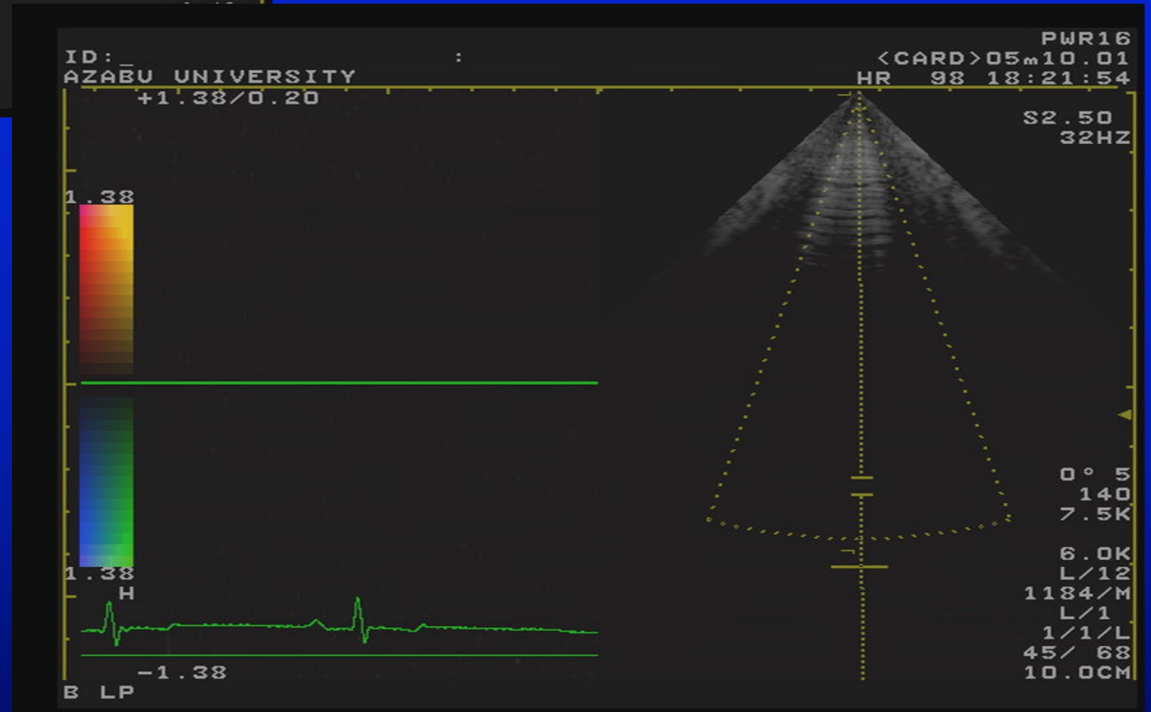 PWR16
ID:_ : <CARD>05m10.01
AZABU UNIVERSITY HR 98 18:21:54
+1.38/0.20
S2.50
32HZ
1.38
0° 5
140
7.5K
6.0K
1.38
L/12
H
1184/M
L/1
1/1/L
45/ 68
-1.38
10.0CM
B LP